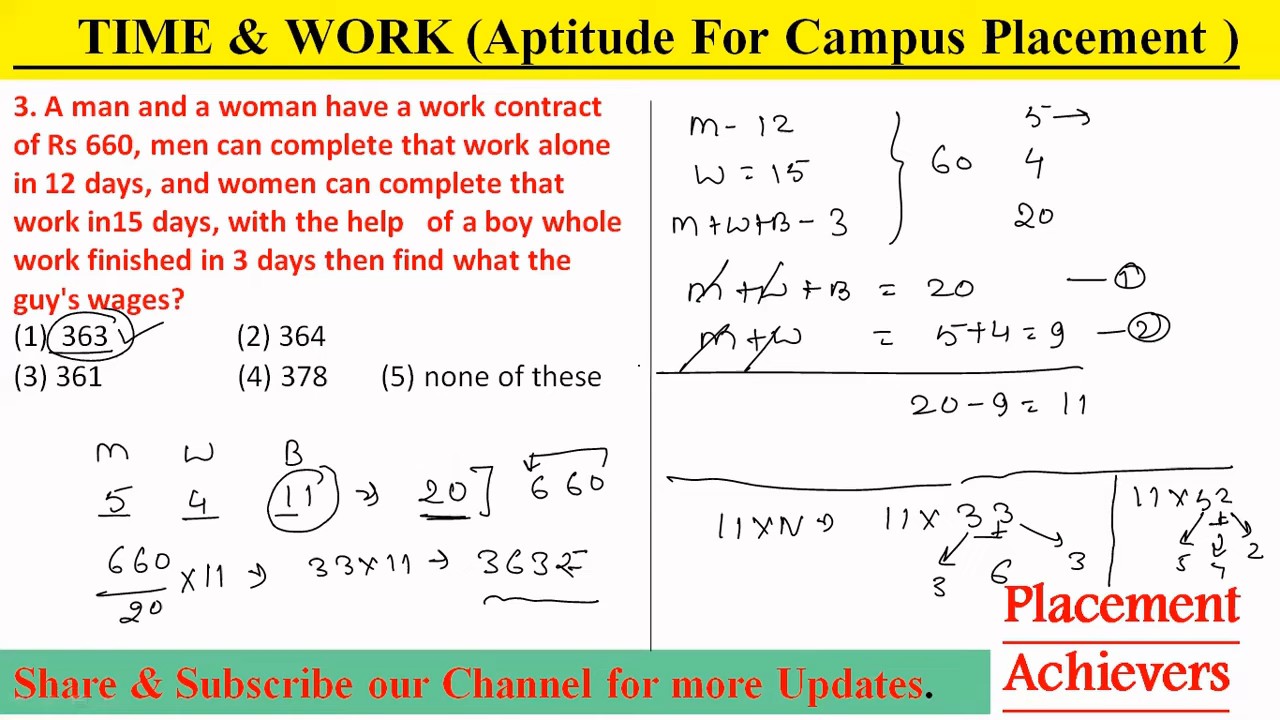 TIME & WORK (Aptitude For Campus Placement )
3. A man and a woman have a work contract
of Rs 660, men can complete that work alone
in 12 days, and women can complete that
work in15 days, with the help of a boy whole
work finished in 3 days then find what the
guy's wages?
(1) 363 (2) 364
(3) 361 (4) 378 (5) none of these
M W B
5 4 11 → 20] 660
660/20 × 11 → 33×11 → 363
m - 12
W = 15
m+w+B - 3
60
5 →
4
20
m+w+B = 20 — ①
m+w = 5+4 = 9 — ②
20 - 9 = 11
11×N → 11 × 33
3 6 3
11 × 52
+
5 7 2
Placement
Achievers
Share & Subscribe our Channel for more Updates.